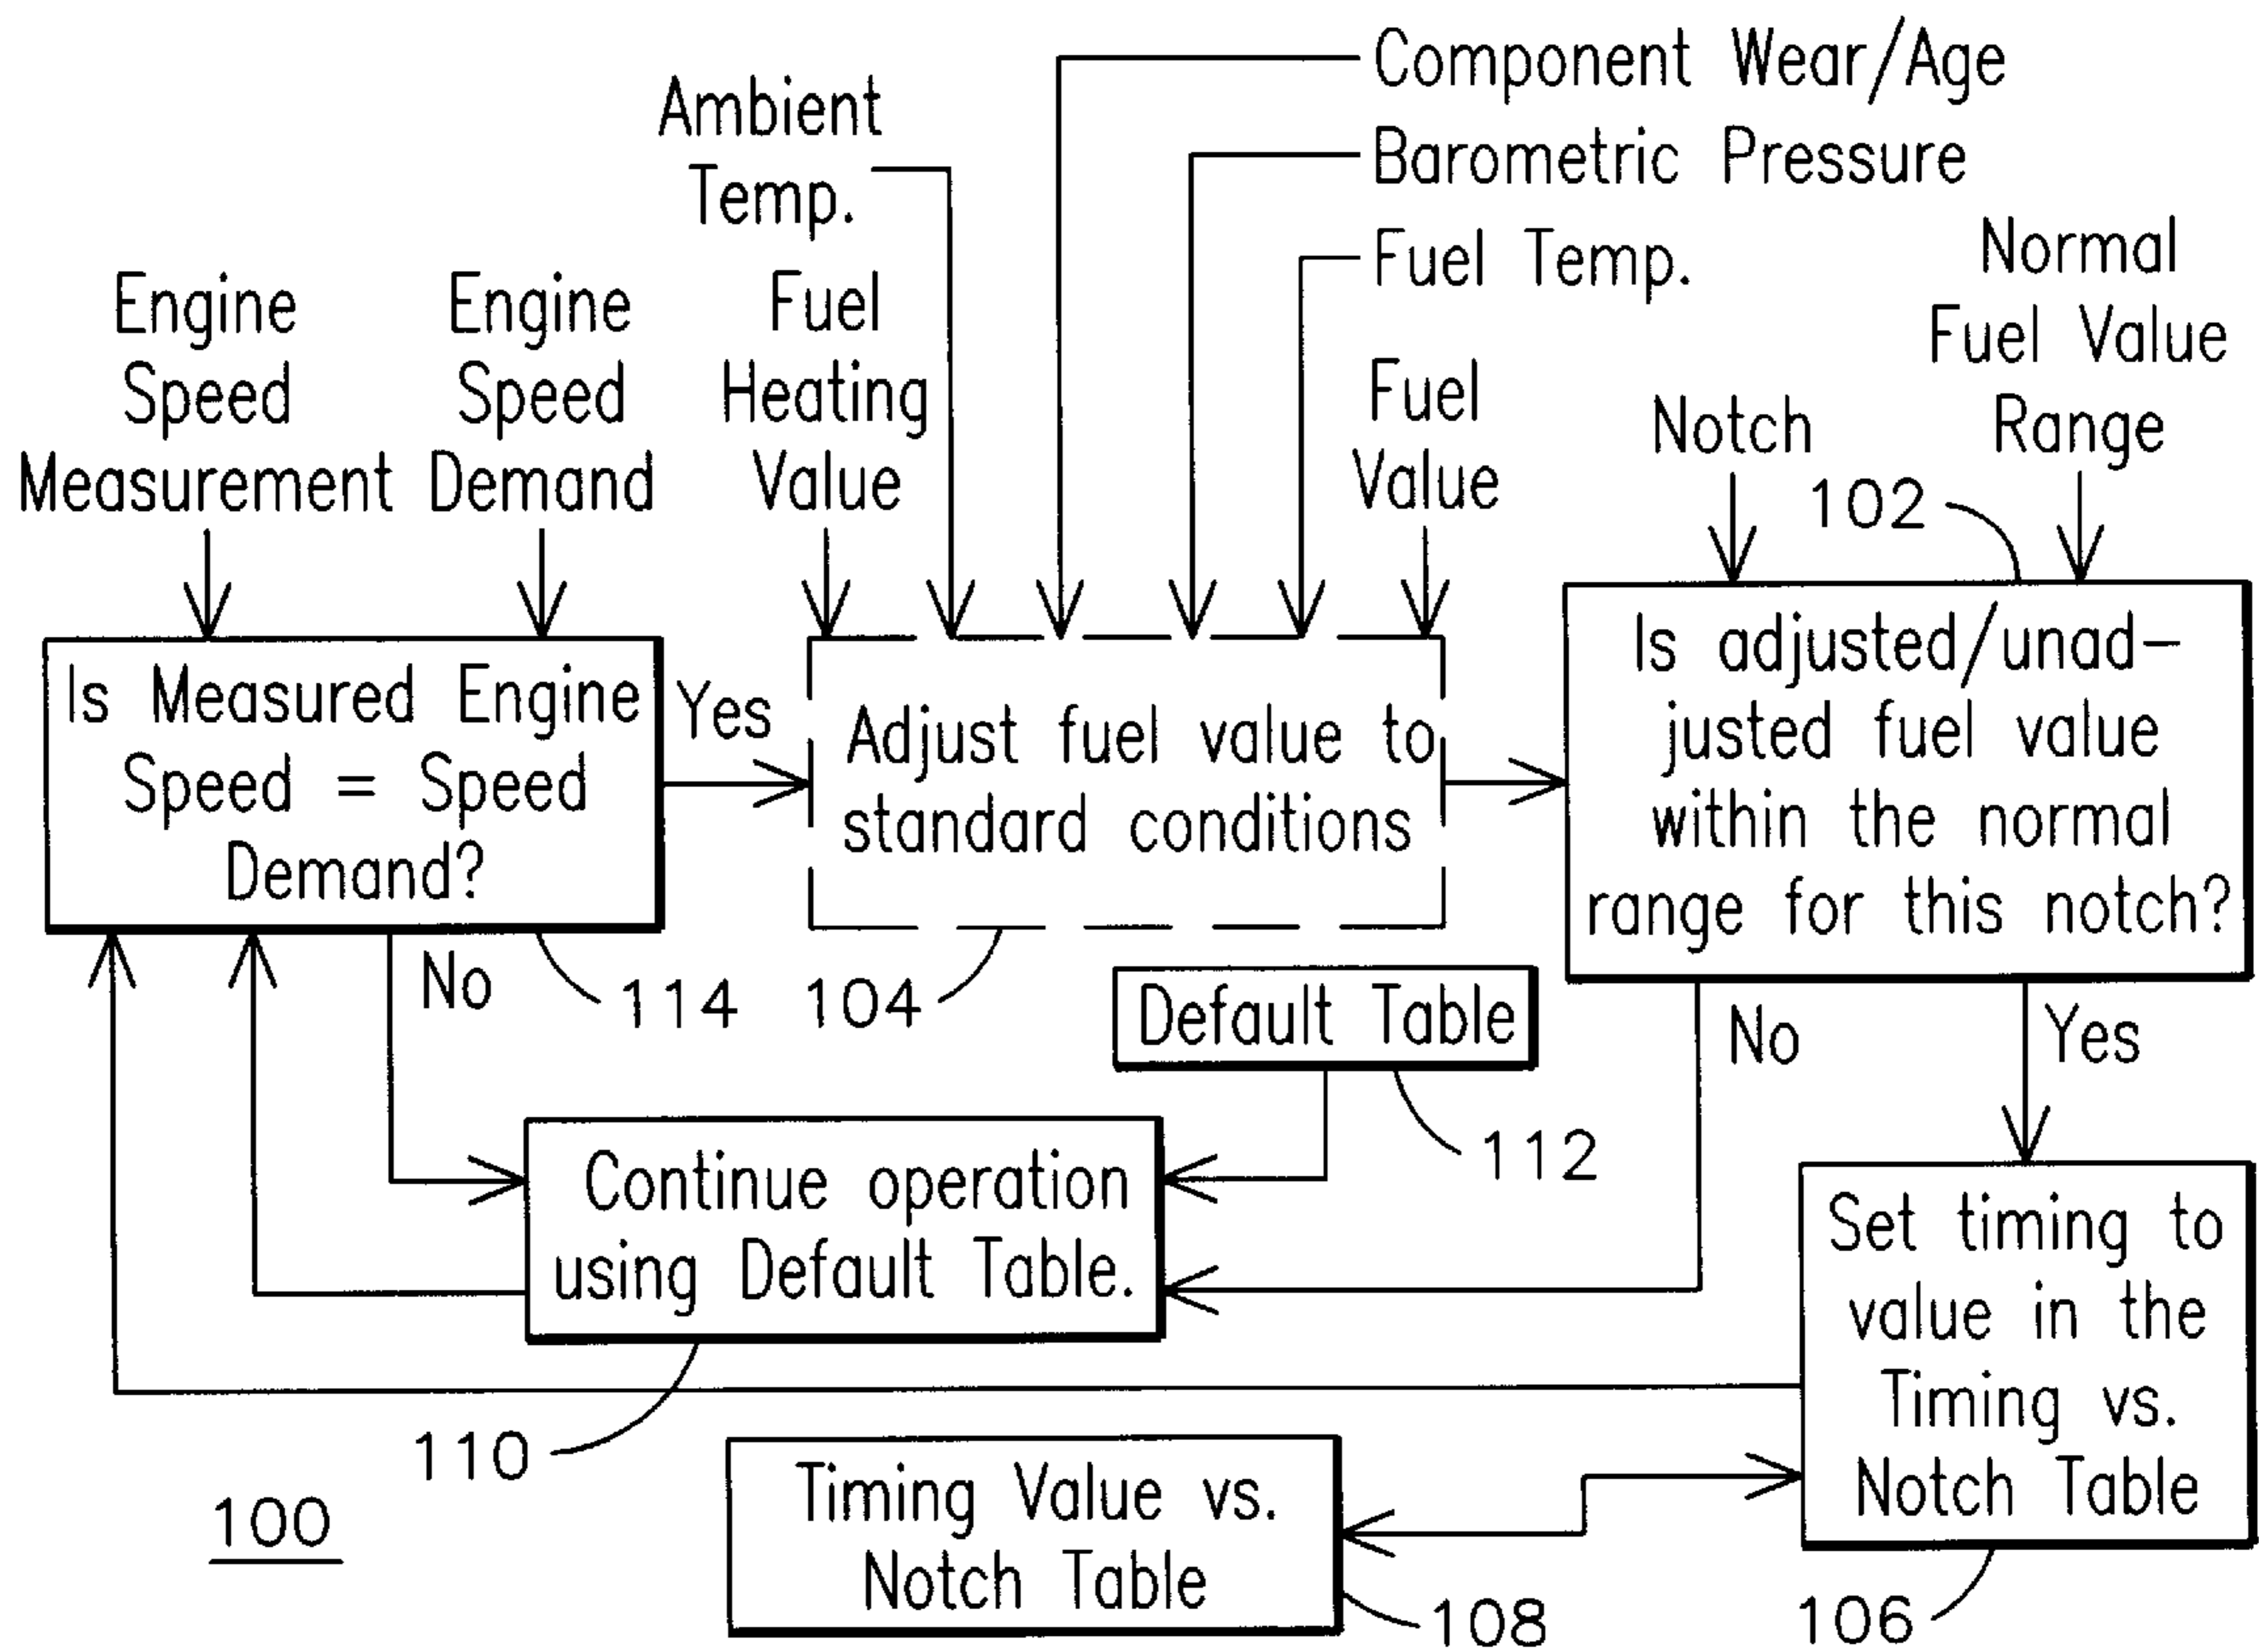 Component Wear/Age
Barometric Pressure
Fuel Temp.
Ambient
Temp.
Engine
Speed
Measurement
Engine
Speed
Demand
Fuel
Heating
Value
Fuel
Value
Notch
Normal
Fuel Value
Range
102
Is Measured Engine
Speed = Speed
Demand?
Yes
No
114
Adjust fuel value to
standard conditions
104
Is adjusted/unad-
justed fuel value
within the normal
range for this notch?
No
Yes
Default Table
112
Continue operation
using Default Table.
110
Set timing to
value in the
Timing vs.
Notch Table
106
Timing Value vs.
Notch Table
108
100